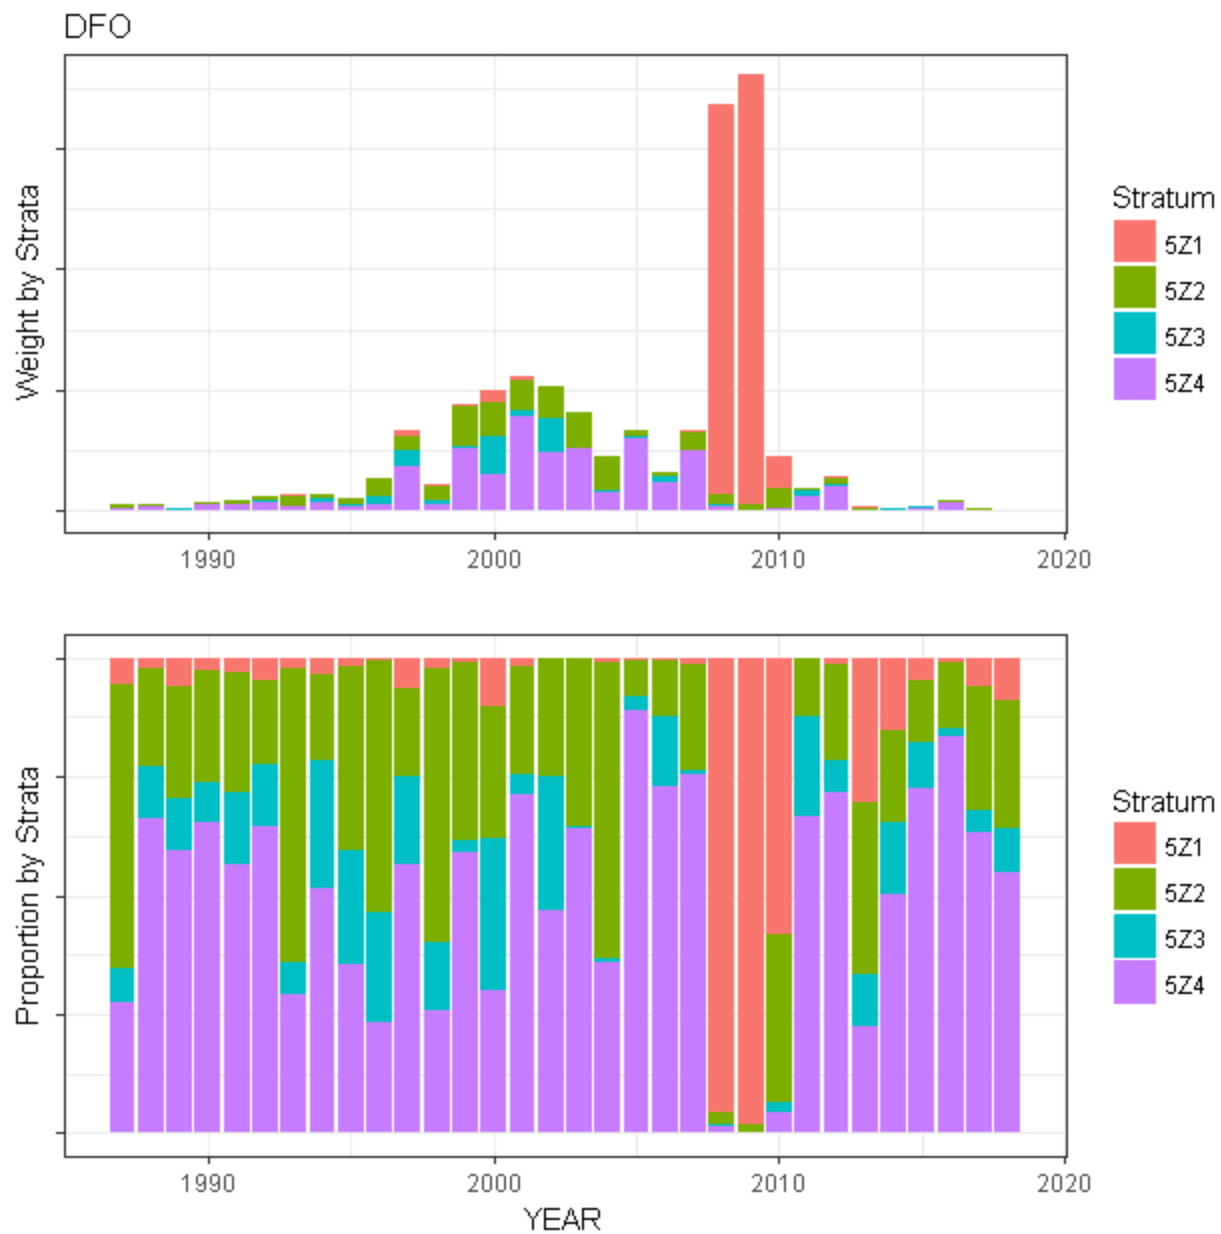 DFO
Weight by Strata
1990 2000 2010 2020
Stratum
5Z1
5Z2
5Z3
5Z4
Proportion by Strata
1990 2000 2010 2020
YEAR
Stratum
5Z1
5Z2
5Z3
5Z4